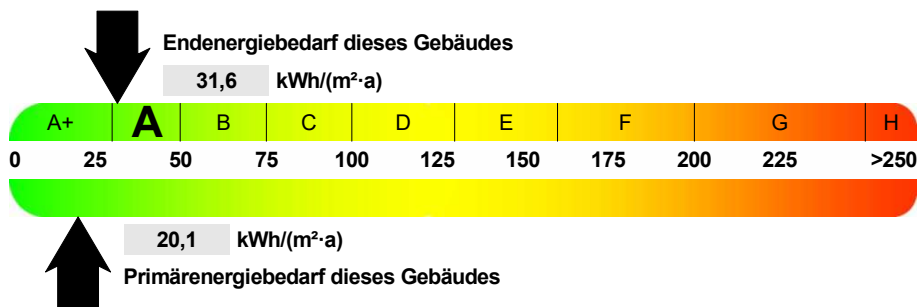 Endenergiebedarf dieses Gebäudes
31,6 kWh/(m²·a)
A+ A B C D E F G H
0 25 50 75 100 125 150 175 200 225 >250
20,1 kWh/(m²·a)
Primärenergiebedarf dieses Gebäudes